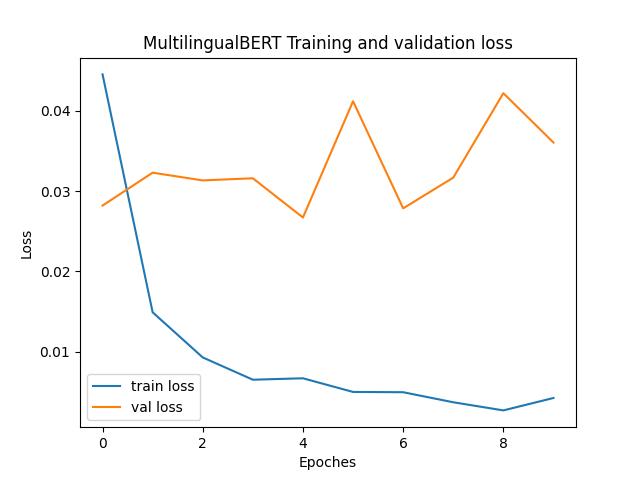 MultilingualBERT Training and validation loss
Loss
0.04
0.03
0.02
0.01
train loss
val loss
0 2 4 6 8
Epoches